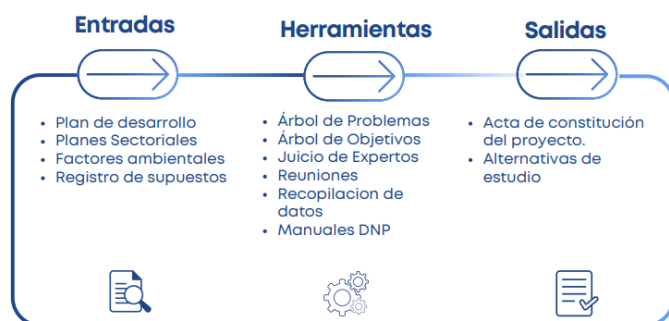 Entradas
Plan de desarrollo
Planes Sectoriales
Factores ambientales
Registro de supuestos
Herramientas
Árbol de Problemas
Árbol de Objetivos
Juicio de Expertos
Reuniones
Recopilacion de
datos
Manuales DNP
Salidas
Acta de constitución
del proyecto.
Alternativas de
estudio